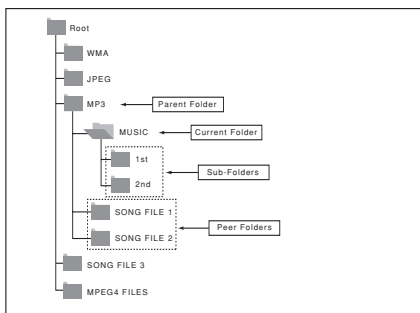 Root
WMA
JPEG
MP3 Parent Folder
MUSIC Current Folder
1st
Sub-Folders
2nd
SONG FILE 1
Peer Folders
SONG FILE 2
SONG FILE 3
MPEG4 FILES